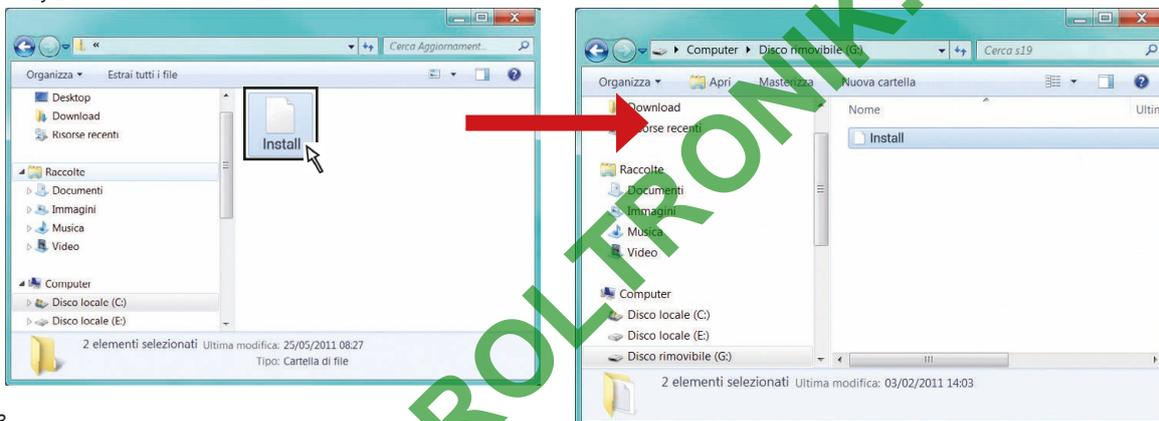 «
Cerca Aggiornament...
Organizza
Estrai tutti i file
Desktop
Download
Risorse recenti
Raccolte
Documenti
Immagini
Musica
Video
Computer
Disco locale (C:)
Disco locale (E:)
Install
2 elementi selezionati Ultima modifica: 25/05/2011 08:27
Tipo: Cartella di file
Computer Disco rimovibile (G:)
Cerca s19
Organizza
Apri
Masterizza
Nuova cartella
Download
Raccolte
Documenti
Immagini
Musica
Video
Computer
Disco locale (C:)
Disco locale (E:)
Disco rimovibile (G:)
Nome
Install
2 elementi selezionati Ultima modifica: 03/02/2011 14:03